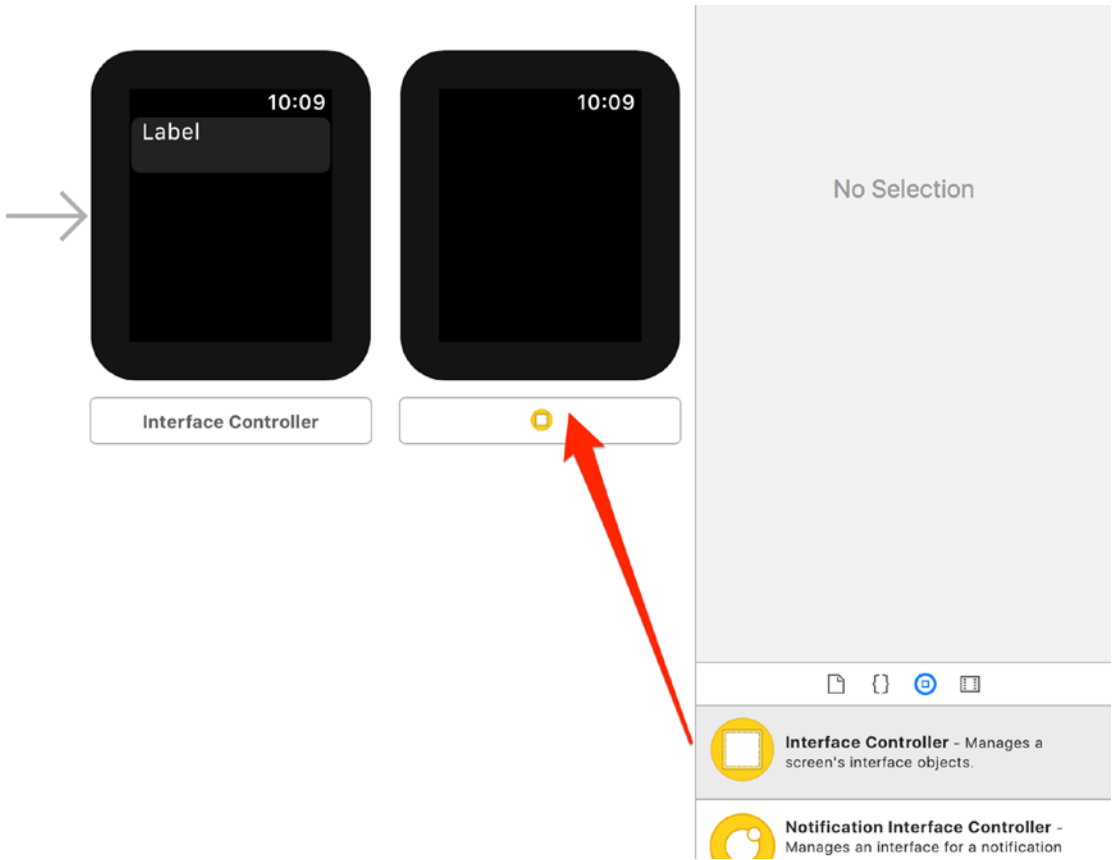 10:09
Label
10:09
No Selection
Interface Controller
Interface Controller - Manages a
screen's interface objects.
Notification Interface Controller -
Manages an interface for a notification